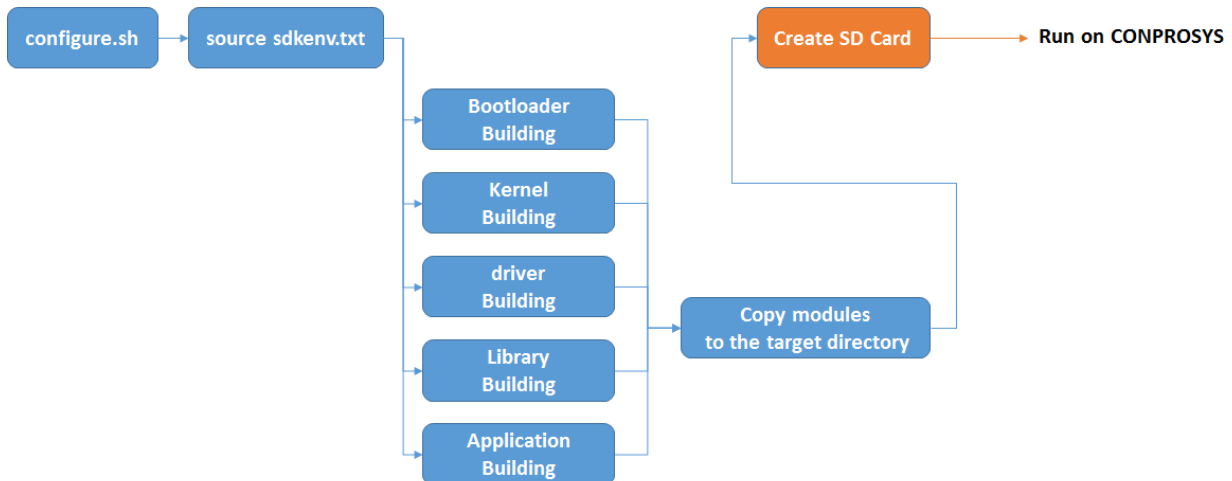 configure.sh
source sdkenv.txt
Create SD Card
Run on CONPROSYS
Bootloader
Building
Kernel
Building
driver
Building
Library
Building
Application
Building
Copy modules
to the target directory